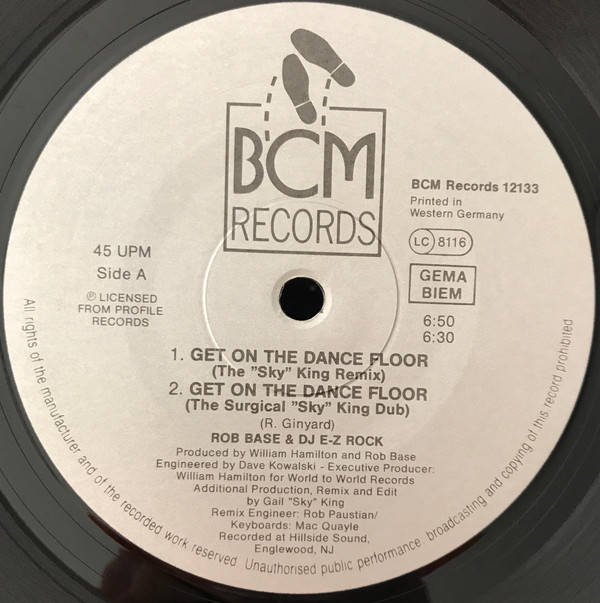 BCM
RECORDS
BCM Records 12133
Printed in
Western Germany
LC 8116
GEMA
BIEM
45 UPM
Side A
Ⓟ LICENSED
FROM PROFILE
RECORDS
6:50
6:30
1. GET ON THE DANCE FLOOR
(The "Sky" King Remix)
2. GET ON THE DANCE FLOOR
(The Surgical "Sky" King Dub)
(R. Ginyard)
ROB BASE & DJ E-Z ROCK
Produced by William Hamilton and Rob Base
Engineered by Dave Kowalski - Executive Producer:
William Hamilton for World to World Records
Additional Production, Remix and Edit
by Gail "Sky" King
Remix Engineer: Rob Paustian/
Keyboards: Mac Quayle
Recorded at Hillside Sound,
Englewood, NJ
All rights of the manufacturer and of the recorded work reserved. Unauthorised public performance, broadcasting and copying of this record prohibited